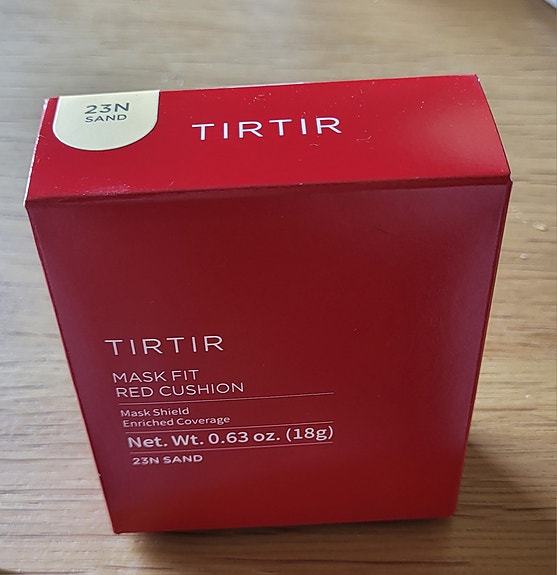 23N
SAND
TIRTIR
TIRTIR
MASK FIT
RED CUSHION
Mask Shield
Enriched Coverage
Net. Wt. 0.63 oz. (18g)
23N SAND